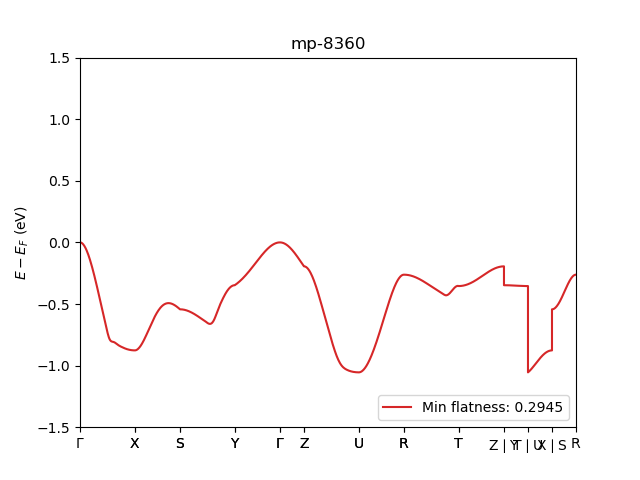 mp-8360
E − E_F (eV)
1.5
1.0
0.5
0.0
−0.5
−1.0
−1.5
Min flatness: 0.2945
Γ X S Y Γ Z U R T Z | Y T | U X | S R